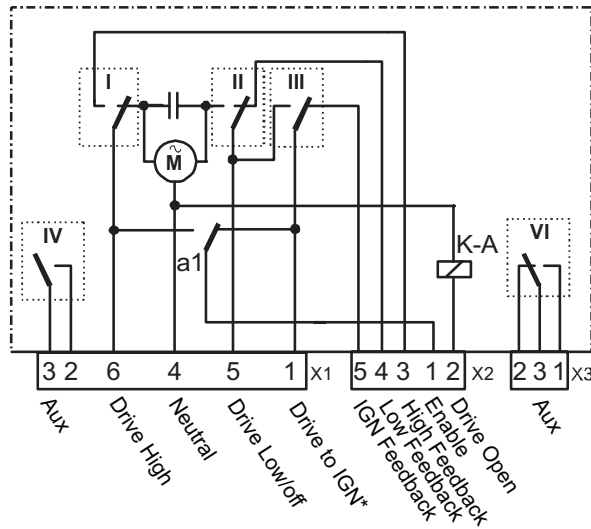 I
II
III
~
M
IV
a1
K-A
VI
3 2 6 4 5 1 X1
5 4 3 1 2 X2
2 3 1 X3
Aux
Drive High
Neutral
Drive Low/off
Drive to IGN*
IGN Feedback
Low Feedback
High Feedback
Enable
Drive Open
Aux